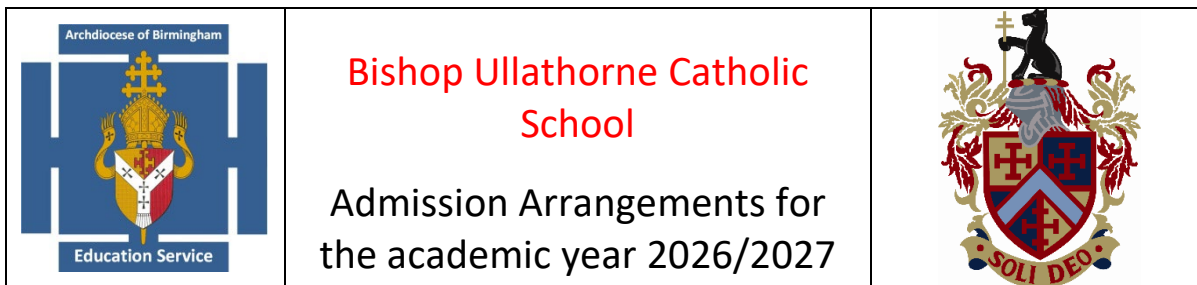 Archdiocese of Birmingham
Education Service
Bishop Ullathorne Catholic
School
Admission Arrangements for
the academic year 2026/2027
SOLI DEO